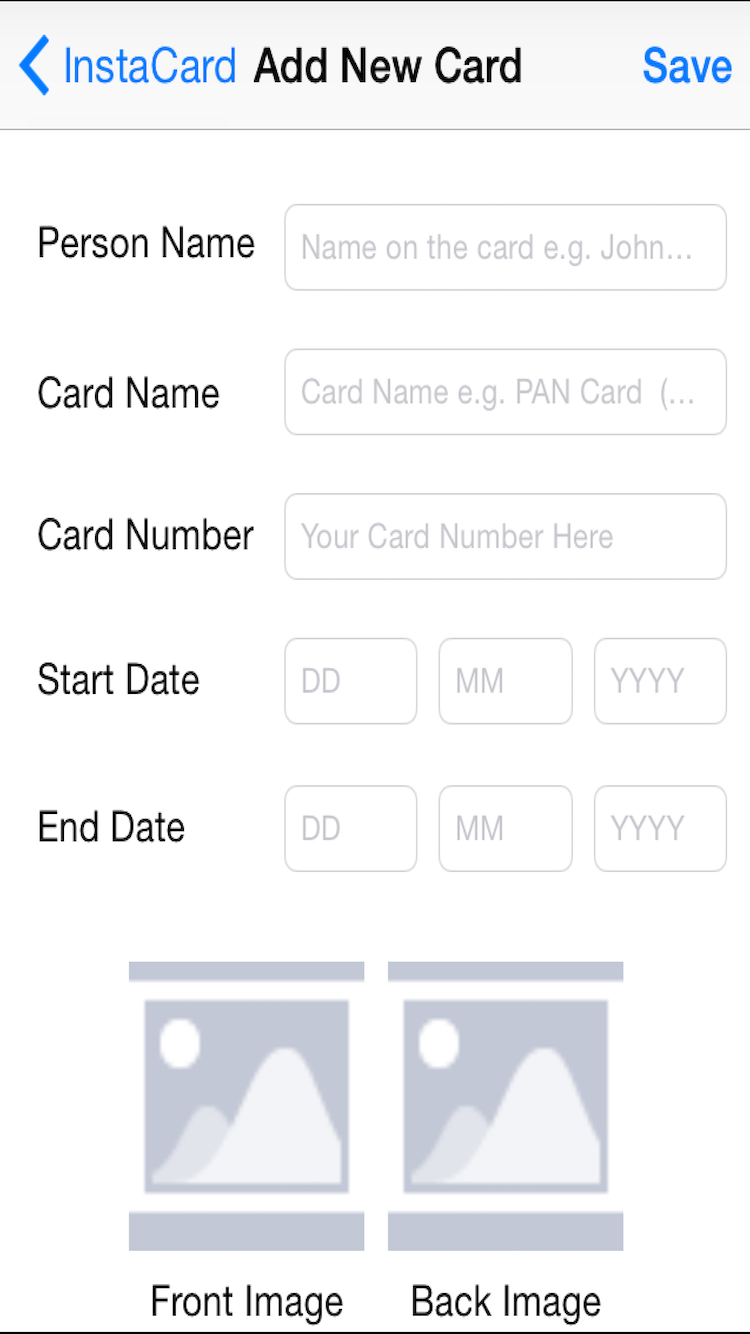 InstaCard Add New Card Save
Person Name Name on the card e.g. John...
Card Name Card Name e.g. PAN Card (...
Card Number Your Card Number Here
Start Date DD MM YYYY
End Date DD MM YYYY
Front Image Back Image